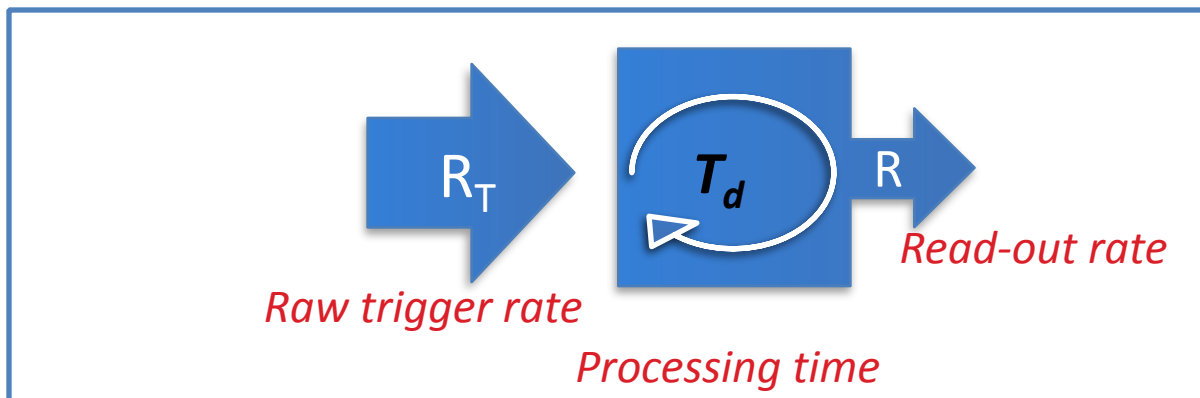 R_T
T_d
R
Read-out rate
Raw trigger rate
Processing time